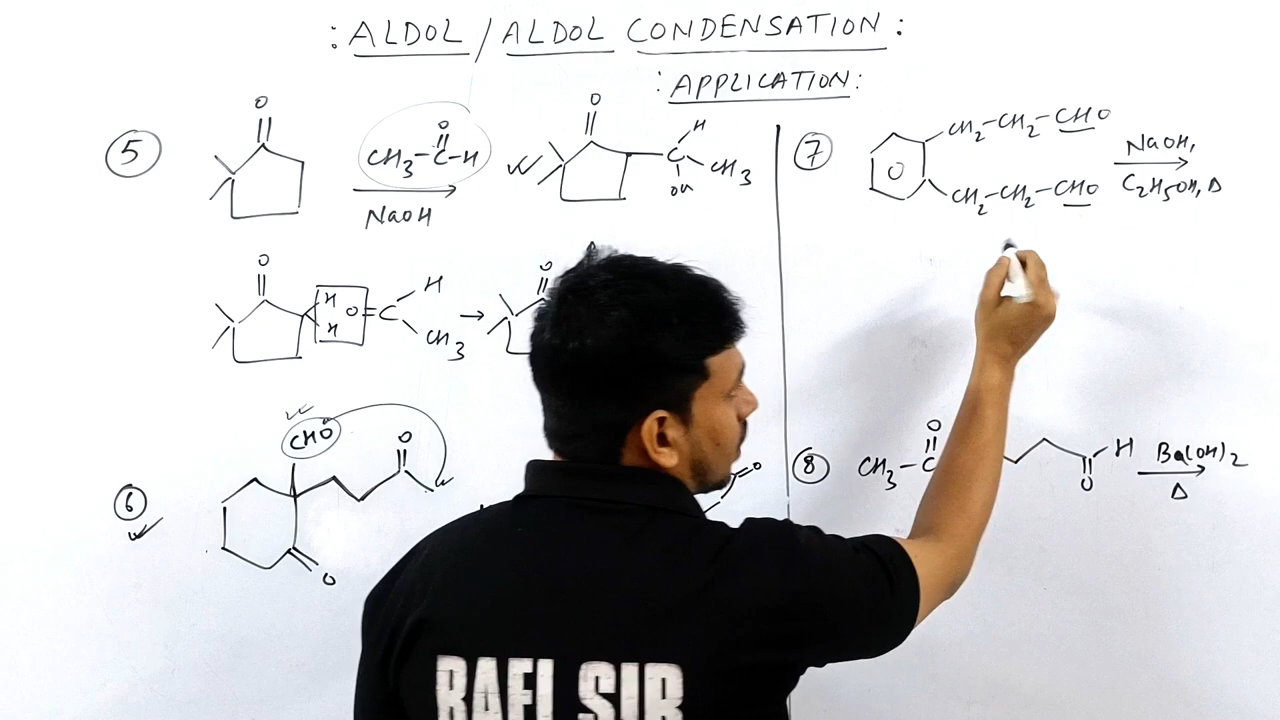 : ALDOL / ALDOL CONDENSATION :
: APPLICATION :
5
O
CH3-C-H
O
NaOH
O
H
C
OH
CH3
O
H
H
O=C
H
CH3
→
O
6
CHO
O
O
O
7
CH2-CH2-CHO
CH2-CH2-CHO
O
NaOH,
C2H5OH, Δ
8
CH3-C
O
H
O
Ba(OH)2
Δ
RAFI SIR